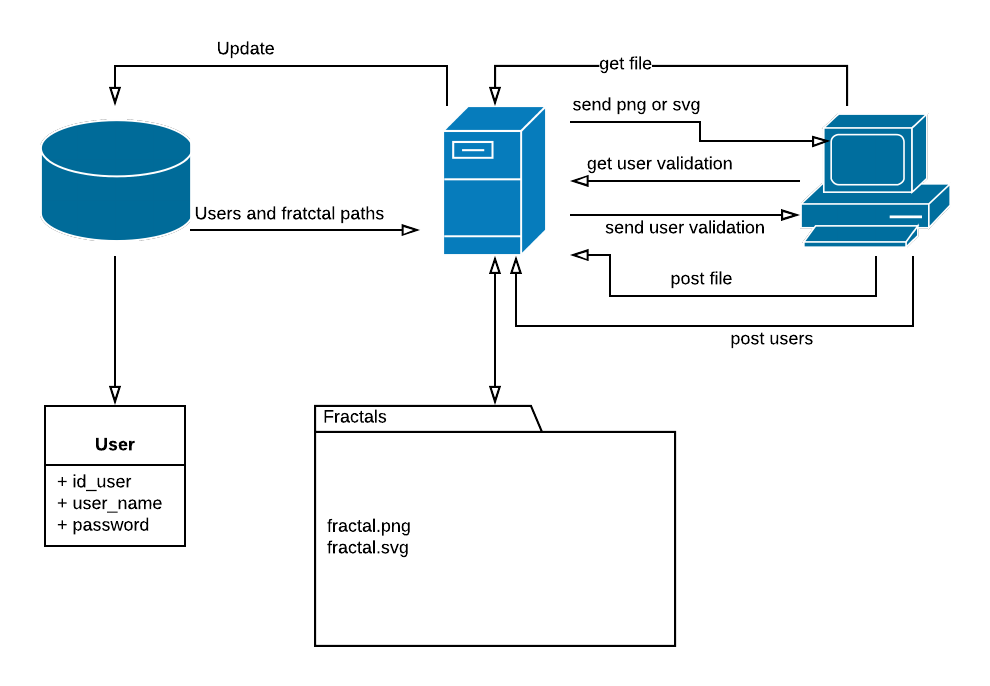 Update
get file
send png or svg
get user validation
Users and fratctal paths
send user validation
post file
post users
Fractals
User
+ id_user
+ user_name
+ password
fractal.png
fractal.svg